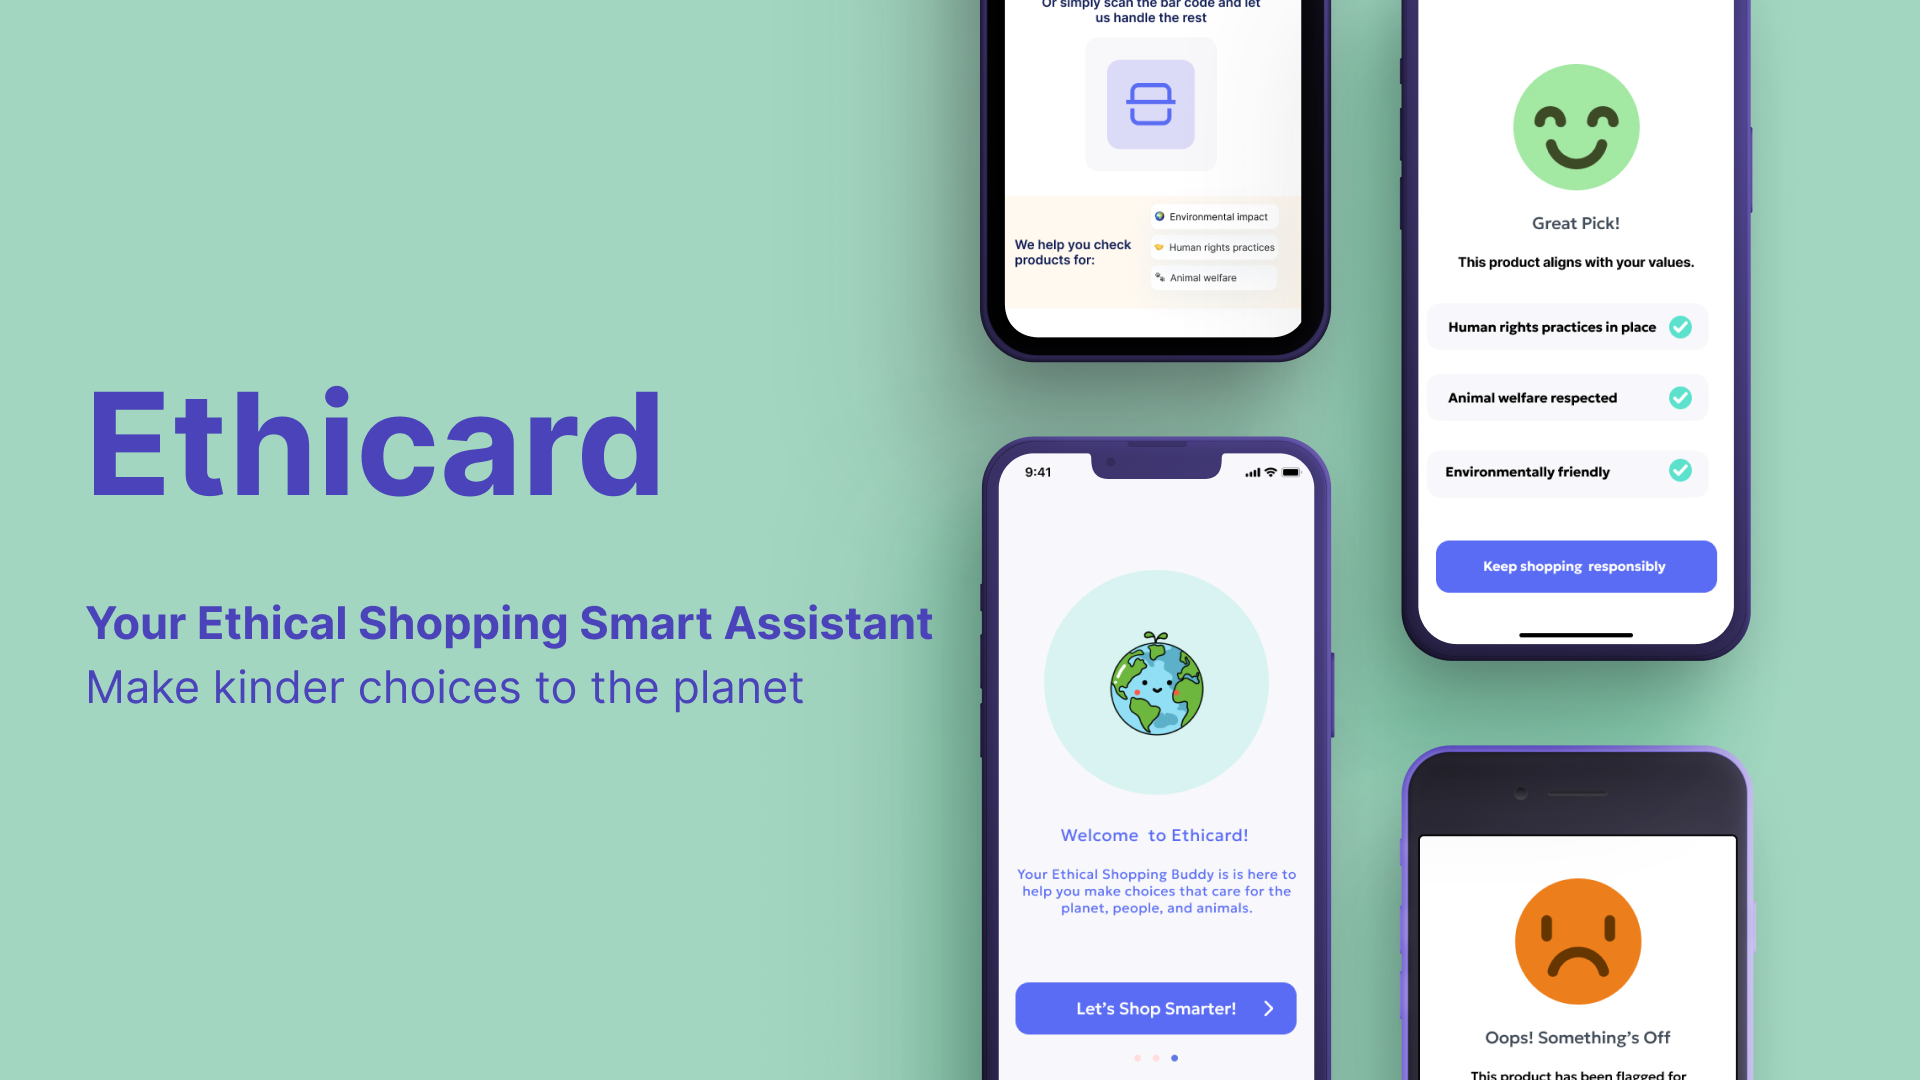 Ethicard
Your Ethical Shopping Smart Assistant
Make kinder choices to the planet
Or simply scan the bar code and let
us handle the rest
We help you check
products for:
Environmental impact
Human rights practices
Animal welfare
9:41
Welcome to Ethicard!
Your Ethical Shopping Buddy is is here to
help you make choices that care for the
planet, people, and animals.
Let's Shop Smarter!
Great Pick!
This product aligns with your values.
Human rights practices in place
Animal welfare respected
Environmentally friendly
Keep shopping responsibly
Oops! Something's Off
This product has been flagged for